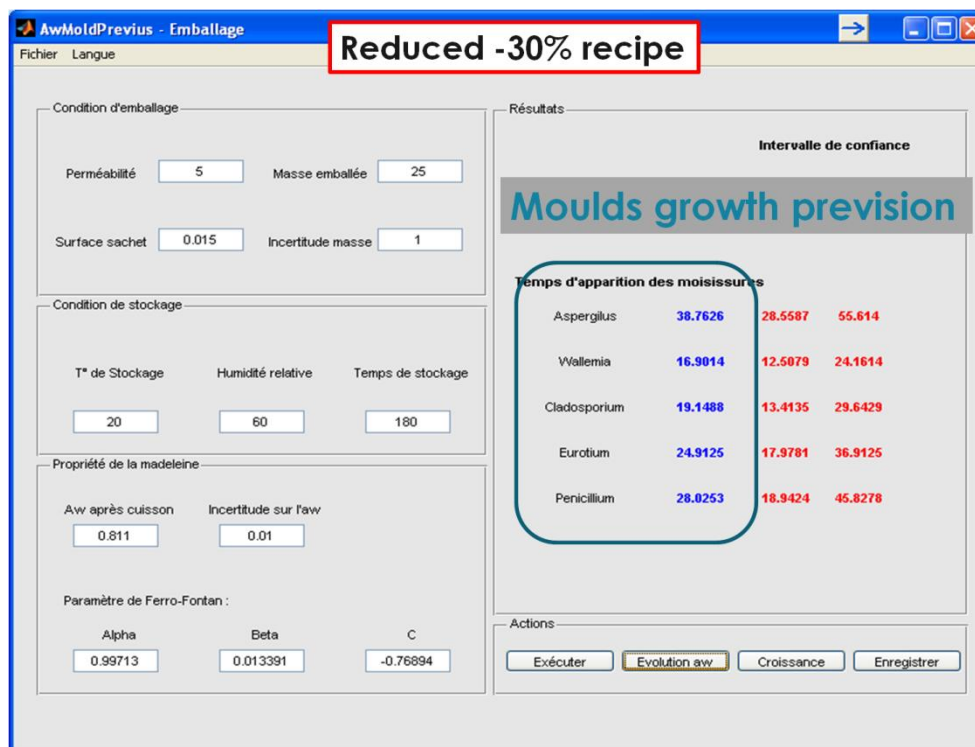 AwMoldPrevius - Emballage
Fichier Langue
Reduced -30% recipe
Condition d'emballage
Perméabilité 5 Masse emballée 25
Surface sachet 0.015 Incertitude masse 1
Condition de stockage
T° de Stockage Humidité relative Temps de stockage
20 60 180
Propriété de la madeleine
Aw après cuisson Incertitude sur l'aw
0.811 0.01
Paramètre de Ferro-Fontan :
Alpha Beta C
0.99713 0.013391 -0.76894
Résultats
Intervalle de confiance
Moulds growth prevision
Temps d'apparition des moisissures
Aspergilus 38.7626 28.5587 55.614
Wallemia 16.9014 12.5079 24.1614
Cladosporium 19.1488 13.4135 29.6429
Eurotium 24.9125 17.9781 36.9125
Penicillium 28.0253 18.9424 45.8278
Actions
Exécuter Evolution aw Croissance Enregistrer